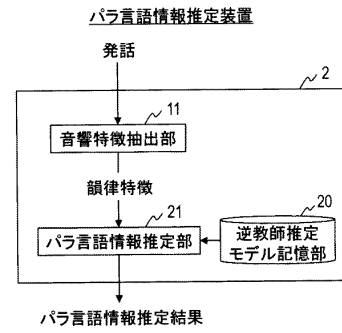 パラ言語情報推定装置
発話
2
11
音響特徴抽出部
韻律特徴
21
20
パラ言語情報推定部
逆教師推定
モデル記憶部
パラ言語情報推定結果